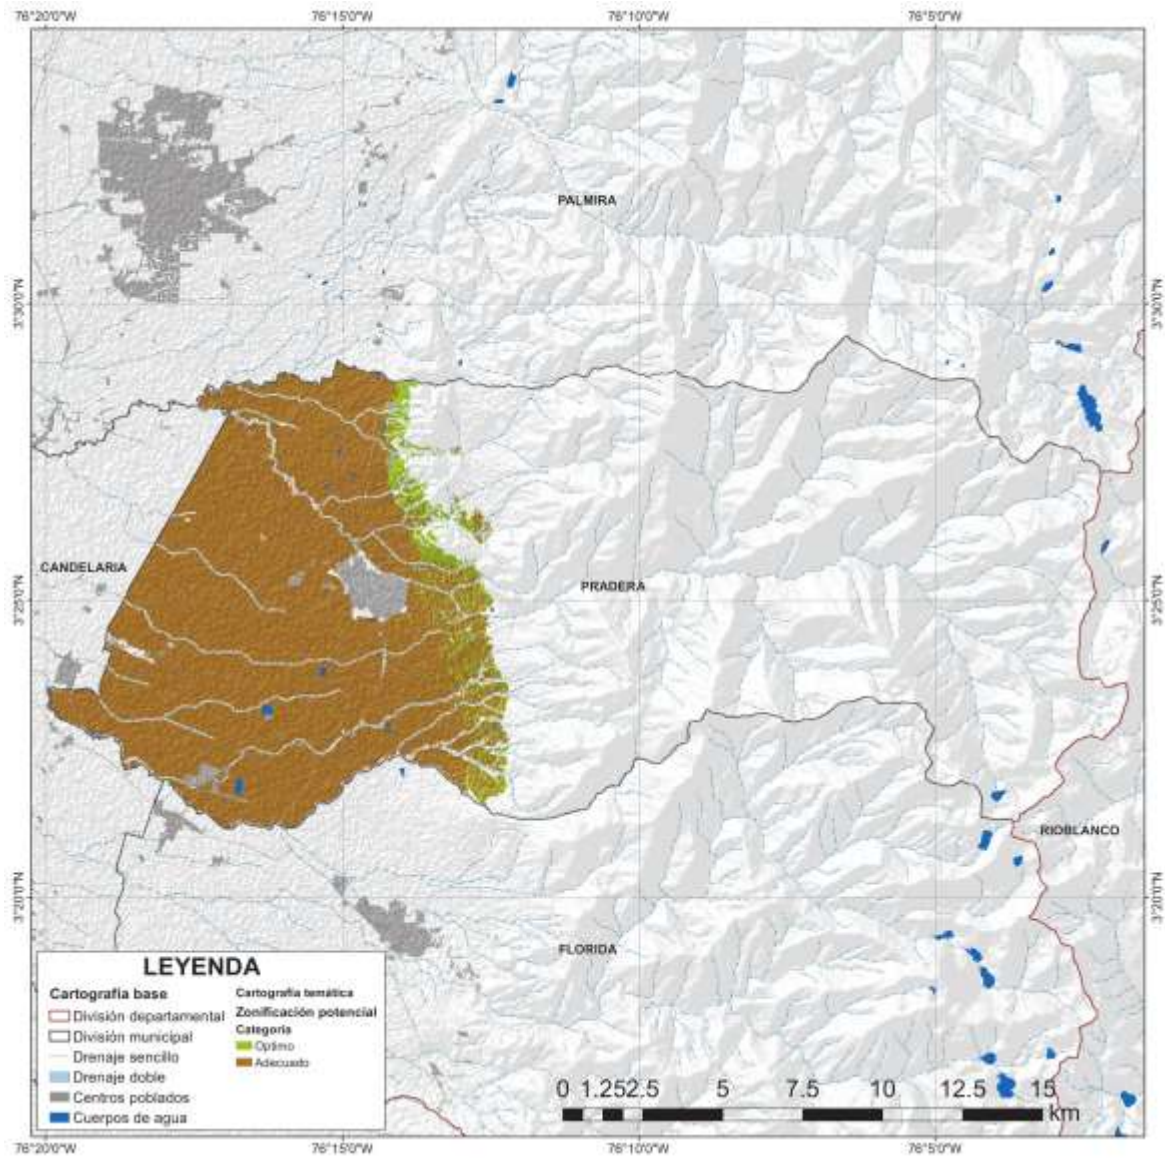 76°20'0"W 76°15'0"W 76°10'0"W 76°5'0"W
PALMIRA
3°30'0"N 3°30'0"N
CANDELARIA
PRADERA
3°25'0"N 3°25'0"N
RIOBLANCO
3°20'0"N 3°20'0"N
FLORIDA
LEYENDA
Cartografía base
División departamental
División municipal
Drenaje sencillo
Drenaje doble
Centros poblados
Cuerpos de agua
Cartografía temática
Zonificación potencial
Categoría
Optimo
Adecuado
0 1.25 2.5 5 7.5 10 12.5 15
km
76°20'0"W 76°15'0"W 76°10'0"W 76°5'0"W